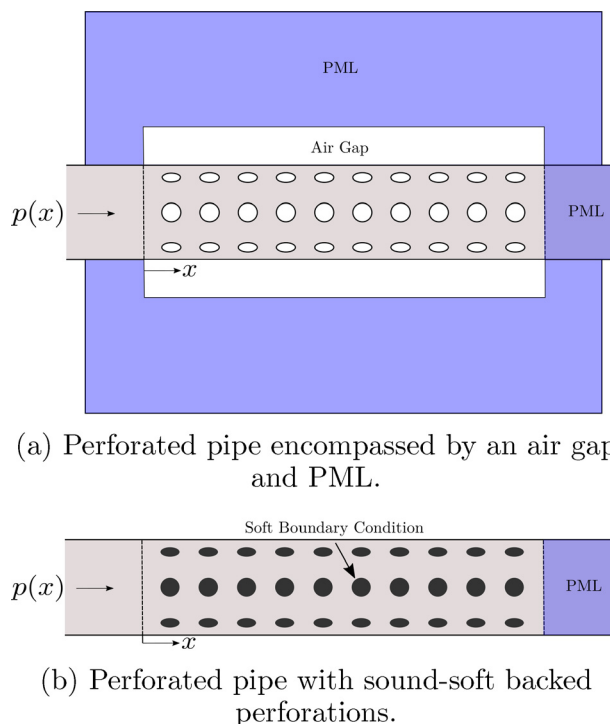 PML
Air Gap
p(x)
PML
x
(a) Perforated pipe encompassed by an air gap
and PML.
Soft Boundary Condition
p(x)
PML
x
(b) Perforated pipe with sound-soft backed
perforations.